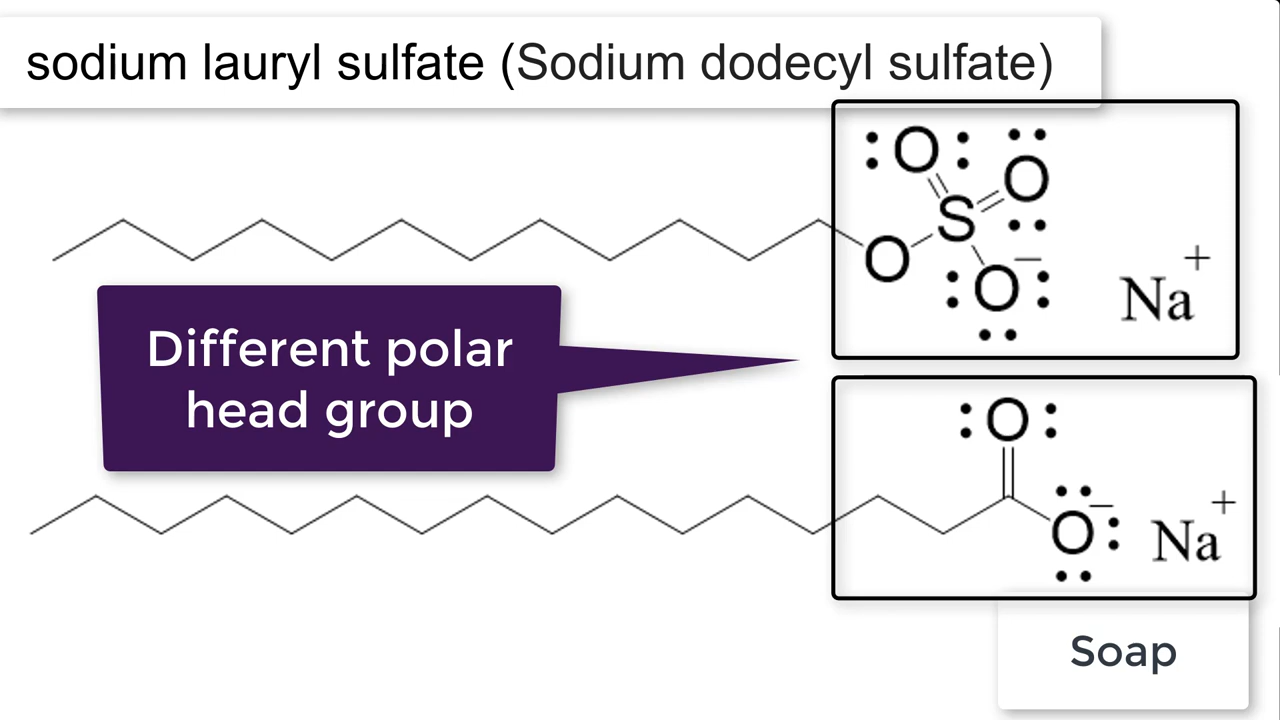 sodium lauryl sulfate (Sodium dodecyl sulfate)
O
O
S
O
O
−
Na
+
Different polar
head group
O
O
−
Na
+
Soap